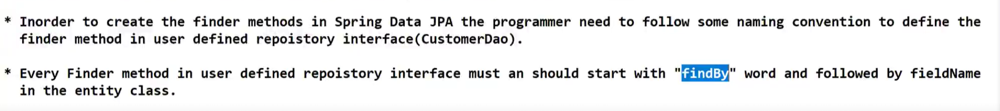 * Inorder to create the finder methods in Spring Data JPA the programmer need to follow some naming convention to define the
finder method in user defined repoistory interface(CustomerDao).
* Every Finder method in user defined repoistory interface must an should start with "findBy" word and followed by fieldName
in the entity class.